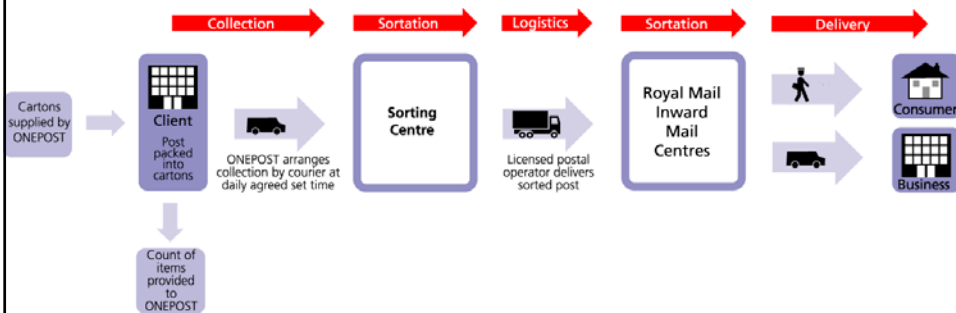 Collection
Sortation
Logistics
Sortation
Delivery
Cartons
supplied by
ONEPOST
Client
Post
packed
into
cartons
ONEPOST arranges
collection by courier at
daily agreed set time
Sorting
Centre
Licensed postal
operator delivers
sorted post
Royal Mail
Inward
Mail
Centres
Consumer
Business
Count of
items
provided
to
ONEPOST